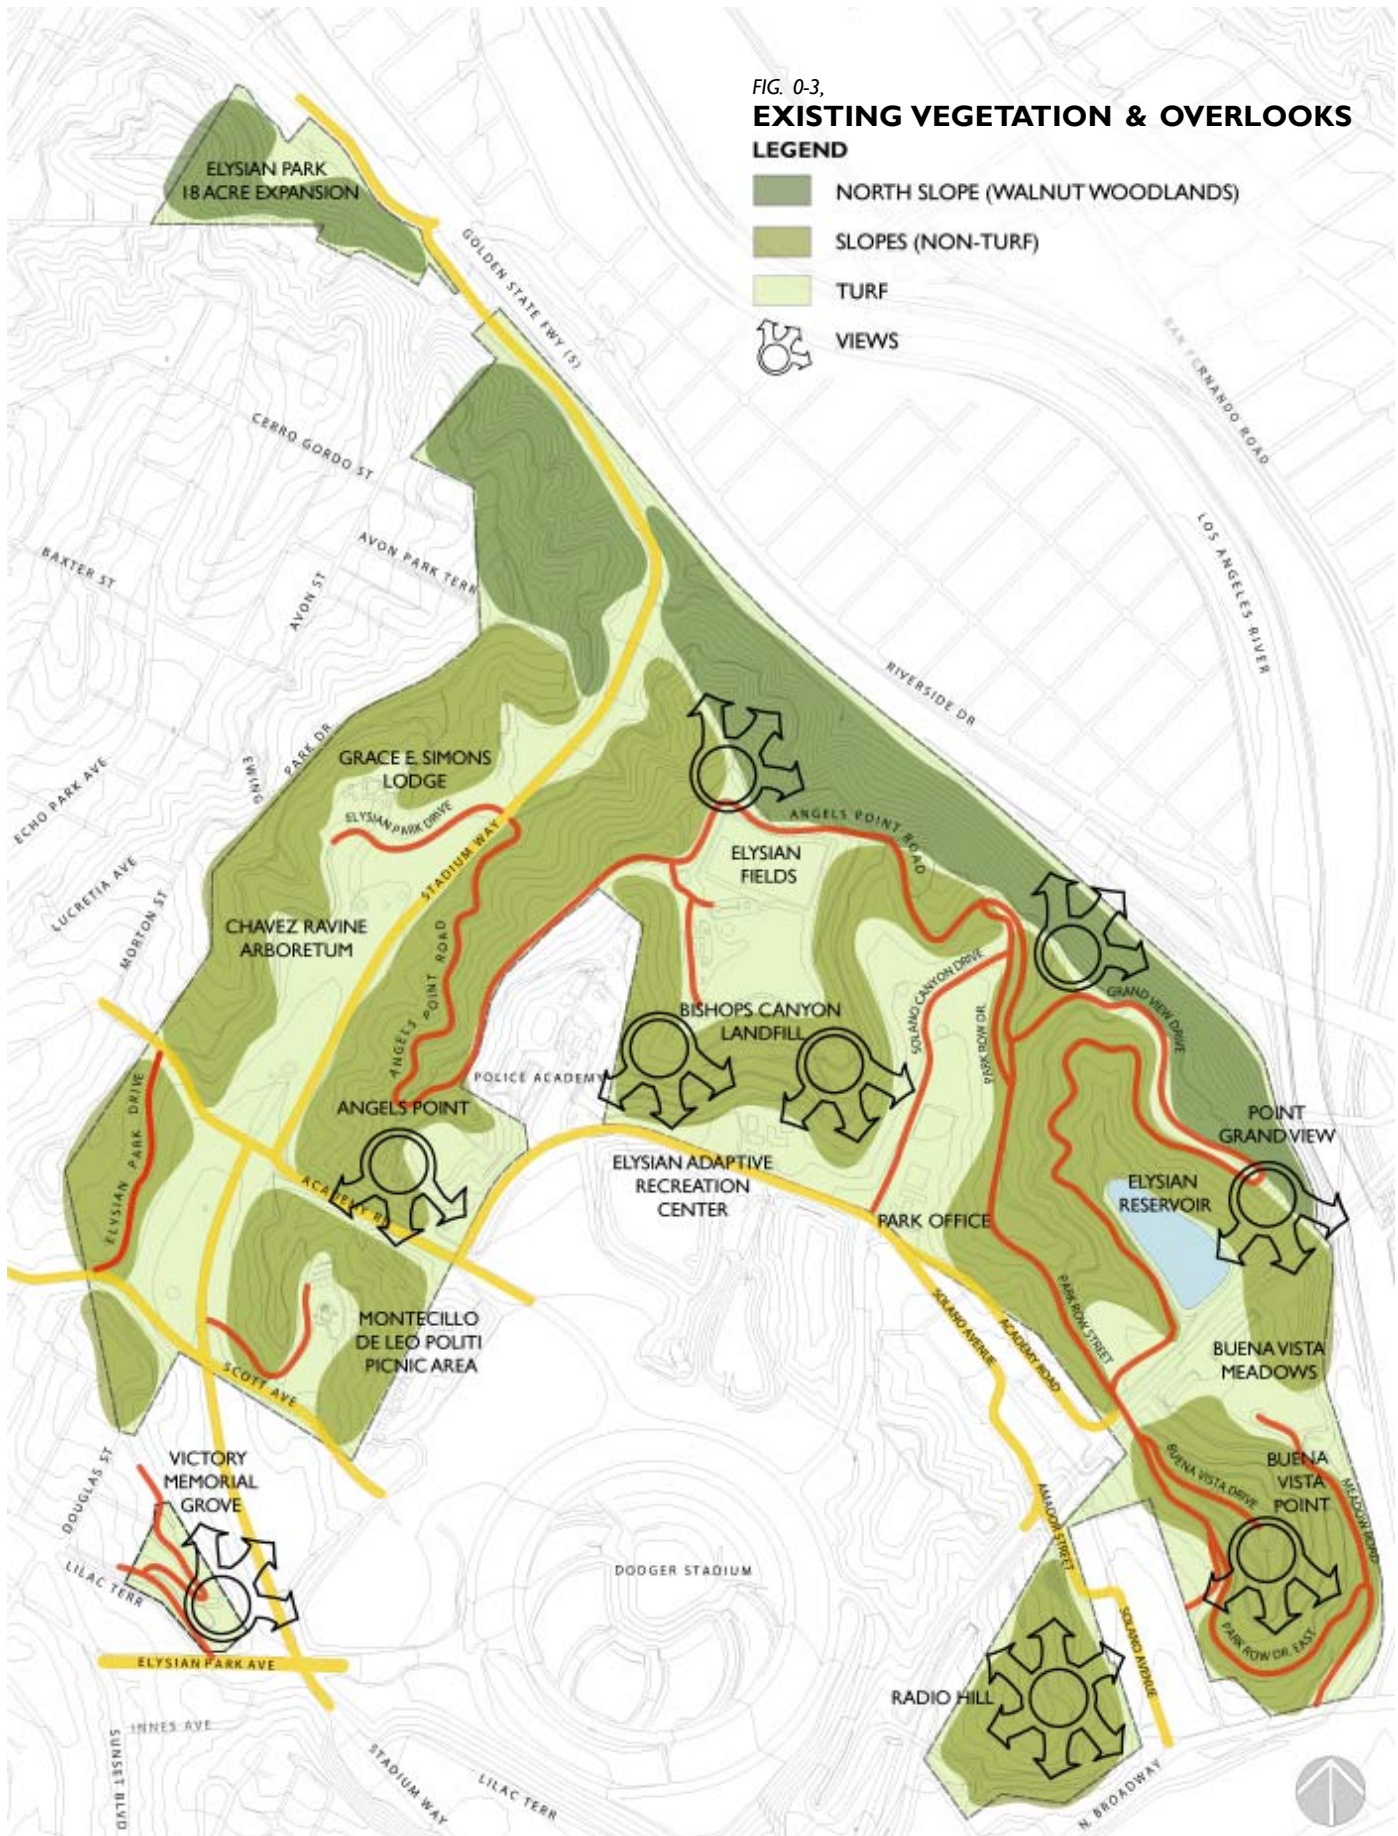 FIG. 0-3,
EXISTING VEGETATION & OVERLOOKS
LEGEND
NORTH SLOPE (WALNUT WOODLANDS)
SLOPES (NON-TURF)
TURF
VIEWS
ELYSIAN PARK
18 ACRE EXPANSION
GOLDEN STATE FWY (5)
SAN FERNANDO ROAD
CERRO GORDO ST
AVON PARK TERR
BAXTER ST
AVON ST
LOS ANGELES RIVER
RIVERSIDE DR
PARK DR
EWING
ECHO PARK AVE
LUCRETIA AVE
MORTON ST
GRACE E. SIMONS
LODGE
ELYSIAN PARK DRIVE
STADIUM WAY
ANGELS POINT ROAD
ELYSIAN
FIELDS
CHAVEZ RAVINE
ARBORETUM
ANGELS POINT ROAD
BISHOPS CANYON
LANDFILL
SOLANO CANYON DRIVE
PARK ROW DR.
GRAND VIEW DRIVE
POLICE ACADEMY
ELYSIAN PARK DRIVE
ANGELS POINT
POINT
GRAND VIEW
ELYSIAN ADAPTIVE
RECREATION
CENTER
ELYSIAN
RESERVOIR
ACADEMY RD
PARK OFFICE
MONTECILLO
DE LEO POLITI
PICNIC AREA
SOLANO AVENUE
ACADEMY ROAD
PARK ROW STREET
BUENA VISTA
MEADOWS
SCOTT AVE
VICTORY
MEMORIAL
GROVE
DOUGLAS ST
LILAC TERR
BUENA VISTA DRIVE
BUENA
VISTA
POINT
MEADOW ROAD
AMADOR STREET
DODGER STADIUM
PARK ROW DR. EAST
SOLANO AVENUE
ELYSIAN PARK AVE
RADIO HILL
INNES AVE
SUNSET BLVD
STADIUM WAY
LILAC TERR
N. BROADWAY